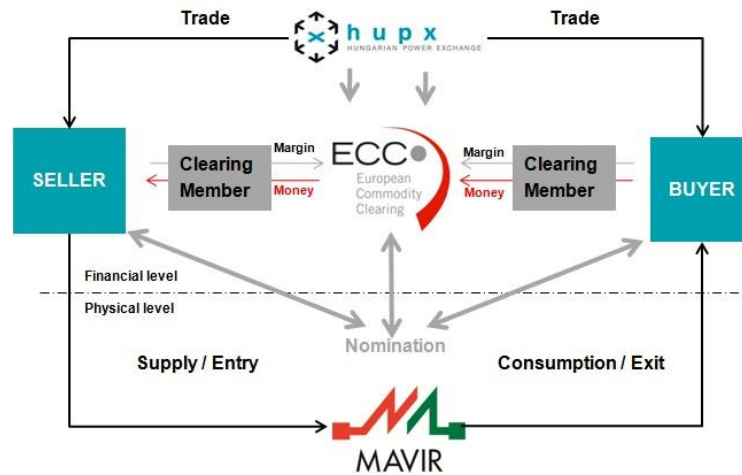 Trade
Trade
hupx
HUNGARIAN POWER EXCHANGE
SELLER
Clearing
Member
Margin
Money
ECC
European
Commodity
Clearing
Margin
Money
Clearing
Member
BUYER
Financial level
Physical level
Nomination
Supply / Entry
Consumption / Exit
MAVIR